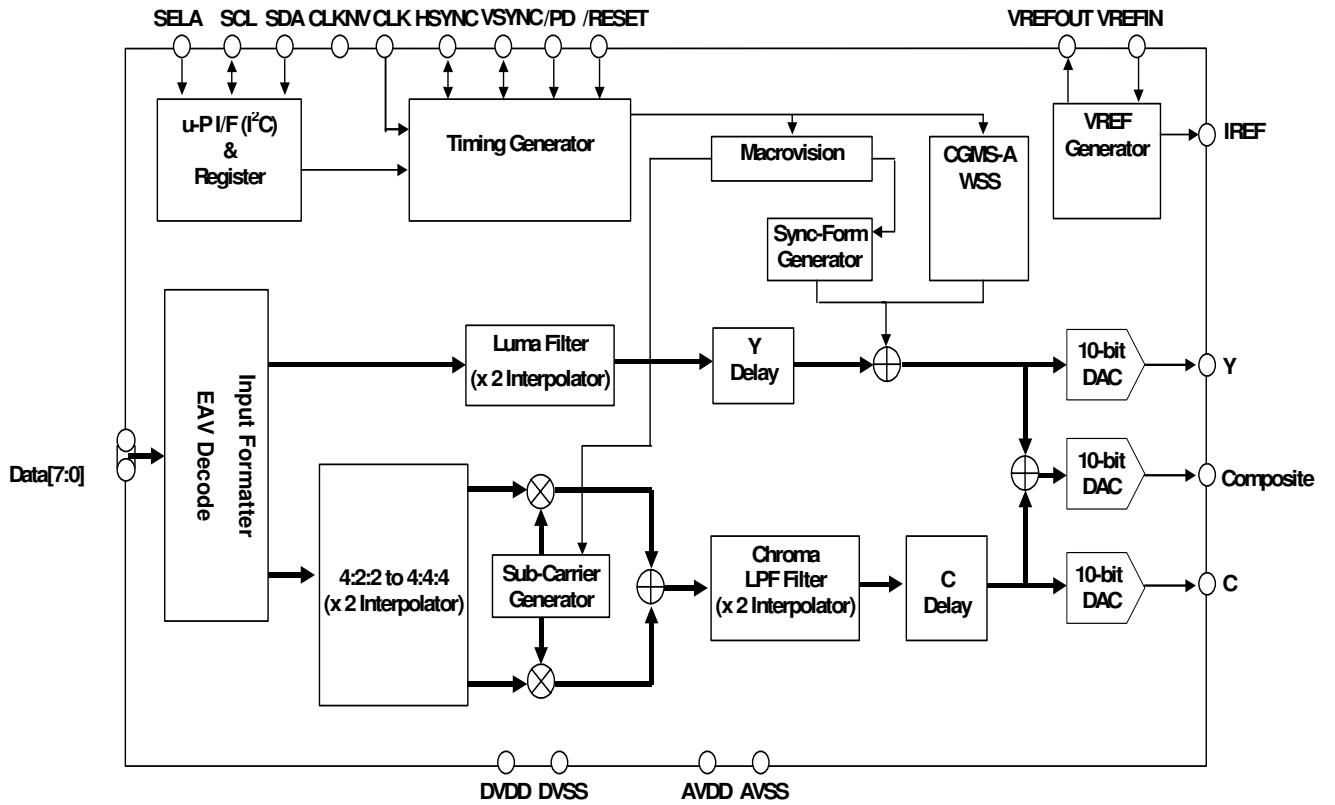 SELA SCL SDA CLKNV CLK HSYNC VSYNC /PD /RESET VREFOUT VREFIN
u-P I/F (I²C)
&
Register
Timing Generator
Macrovision
CGMS-A
WSS
VREF
Generator
IREF
Sync-Form
Generator
Input Formatter
EAV Decode
Luma Filter
(x 2 Interpolator)
Y
Delay
10-bit
DAC
Y
Data[7:0]
10-bit
DAC
Composite
4:2:2 to 4:4:4
(x 2 Interpolator)
Sub-Carrier
Generator
Chroma
LPF Filter
(x 2 Interpolator)
C
Delay
10-bit
DAC
C
DVDD DVSS AVDD AVSS